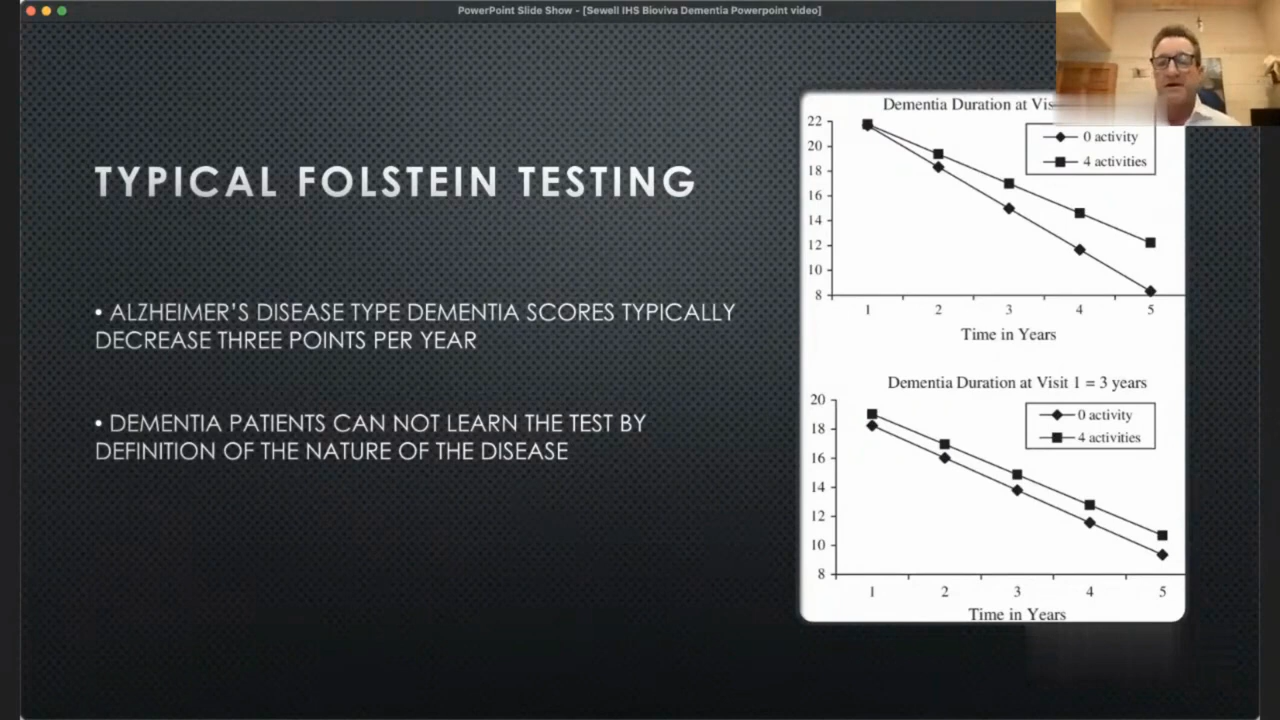 PowerPoint Slide Show - [Sewell IHS Bioviva Dementia Powerpoint video]
TYPICAL FOLSTEIN TESTING
• ALZHEIMER'S DISEASE TYPE DEMENTIA SCORES TYPICALLY
DECREASE THREE POINTS PER YEAR
• DEMENTIA PATIENTS CAN NOT LEARN THE TEST BY
DEFINITION OF THE NATURE OF THE DISEASE
Dementia Duration at
0 activity
4 activities
22
20
18
16
14
12
10
8
1 2 3 4 5
Time in Years
Dementia Duration at Visit 1 = 3 years
0 activity
4 activities
20
18
16
14
12
10
8
1 2 3 4 5
Time in Years